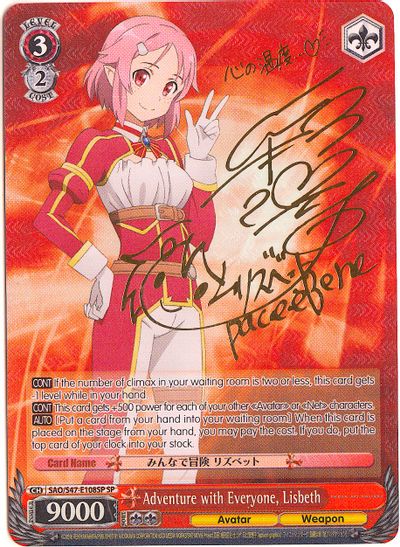 LEVEL
3
2
COST
心の温度 ♡
CONT If the number of climax in your waiting room is two or less, this card gets
-1 level while in your hand.
CONT This card gets +500 power for each of your other «Avatar» or «Net» characters.
AUTO [Put a card from your hand into your waiting room] When this card is
placed on the stage from your hand, you may pay the cost. If you do, put the
top card of your clock into your stock.
Card Name
みんなで冒険 リズベット
CH SAO/S47-E108SP SP
Adventure with Everyone, Lisbeth
9000
Avatar
Weapon